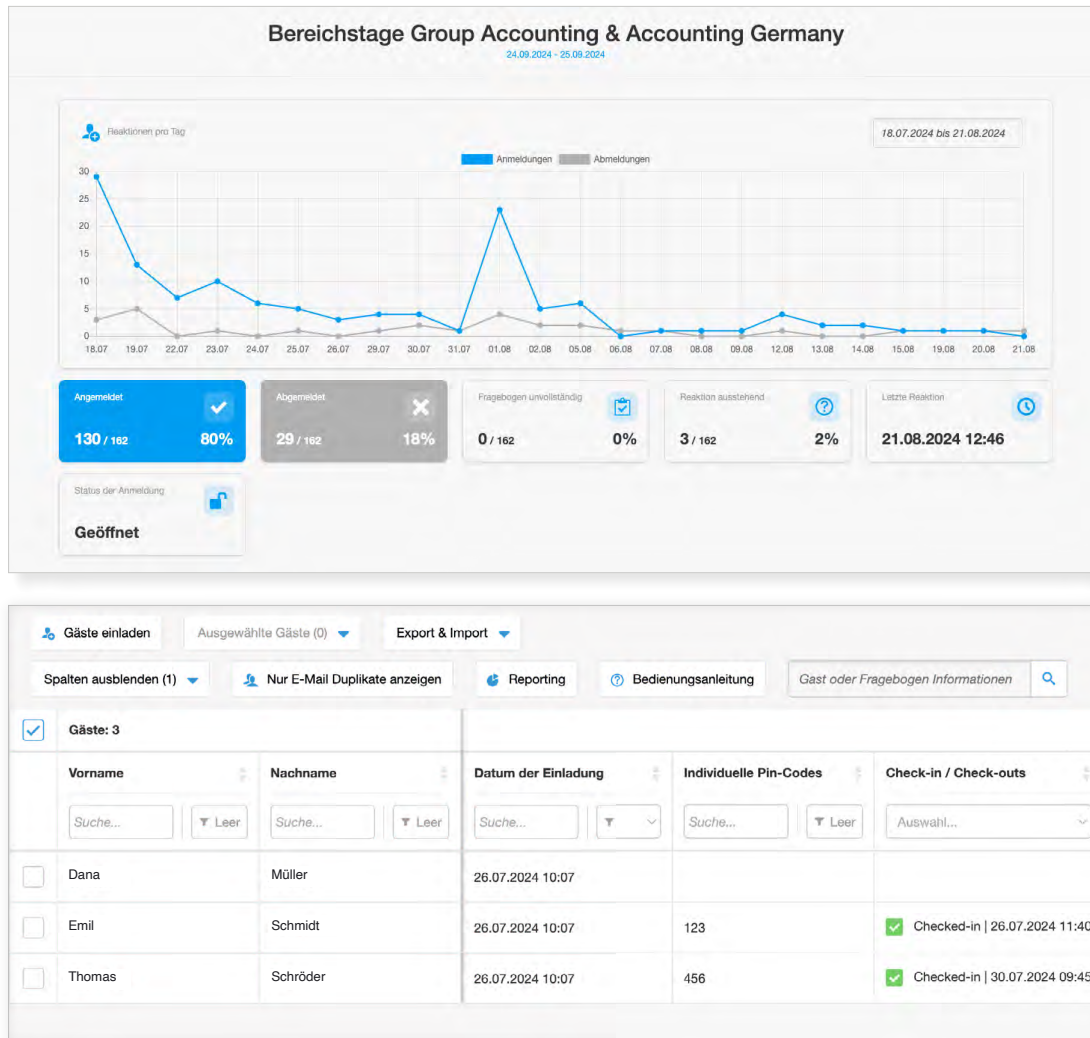 Bereichstage Group Accounting & Accounting Germany
24.09.2024 - 25.09.2024
Reaktionen pro Tag
18.07.2024 bis 21.08.2024
Anmeldungen Abmeldungen
30
25
20
15
10
5
0
18.07 19.07 22.07 23.07 24.07 25.07 26.07 29.07 30.07 31.07 01.08 02.08 05.08 06.08 07.08 08.08 09.08 12.08 13.08 14.08 15.08 19.08 20.08 21.08
Angemeldet
130 / 162 80%
Abgemeldet
29 / 162 18%
Fragebogen unvollständig
0 / 162 0%
Reaktion ausstehend
3 / 162 2%
Letzte Reaktion
21.08.2024 12:46
Status der Anmeldung
Geöffnet
Gäste einladen Ausgewählte Gäste (0) Export & Import
Spalten ausblenden (1) Nur E-Mail Duplikate anzeigen Reporting Bedienungsanleitung Gast oder Fragebogen Informationen
Gäste: 3
Vorname Nachname Datum der Einladung Individuelle Pin-Codes Check-in / Check-outs
Suche... Leer Suche... Leer Suche... Suche... Leer Auswahl...
Dana Müller 26.07.2024 10:07
Emil Schmidt 26.07.2024 10:07 123 Checked-in | 26.07.2024 11:40
Thomas Schröder 26.07.2024 10:07 456 Checked-in | 30.07.2024 09:45